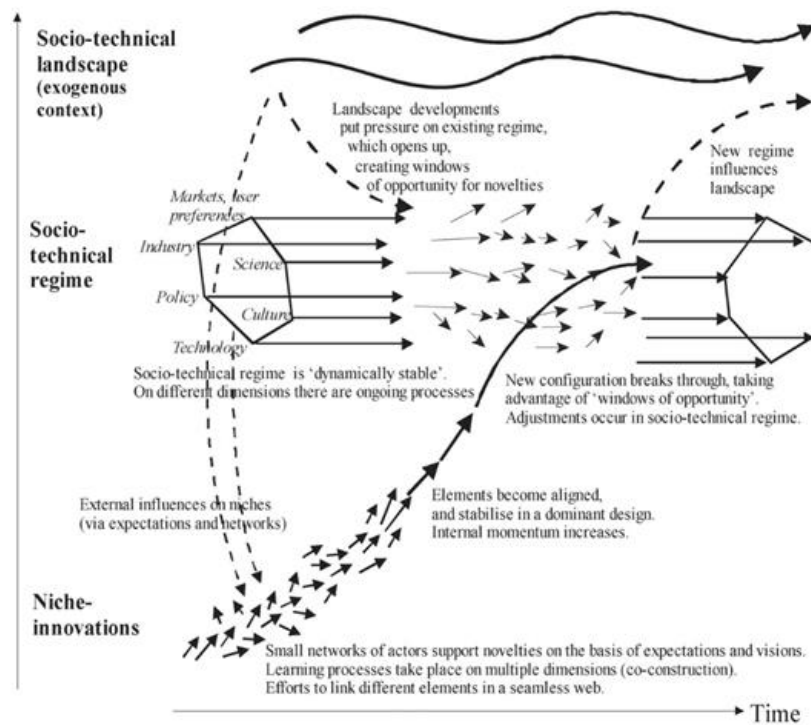 Socio-technical
landscape
(exogenous
context)
Landscape developments
put pressure on existing regime,
which opens up,
creating windows
of opportunity for novelties
New regime
influences
landscape
Markets, user
preferences
Socio-
technical
regime
Industry
Science
Policy
Culture
Technology
Socio-technical regime is ‘dynamically stable’.
On different dimensions there are ongoing processes
New configuration breaks through, taking
advantage of ‘windows of opportunity’.
Adjustments occur in socio-technical regime.
External influences on niches
(via expectations and networks)
Elements become aligned,
and stabilise in a dominant design.
Internal momentum increases.
Niche-
innovations
Small networks of actors support novelties on the basis of expectations and visions.
Learning processes take place on multiple dimensions (co-construction).
Efforts to link different elements in a seamless web.
Time